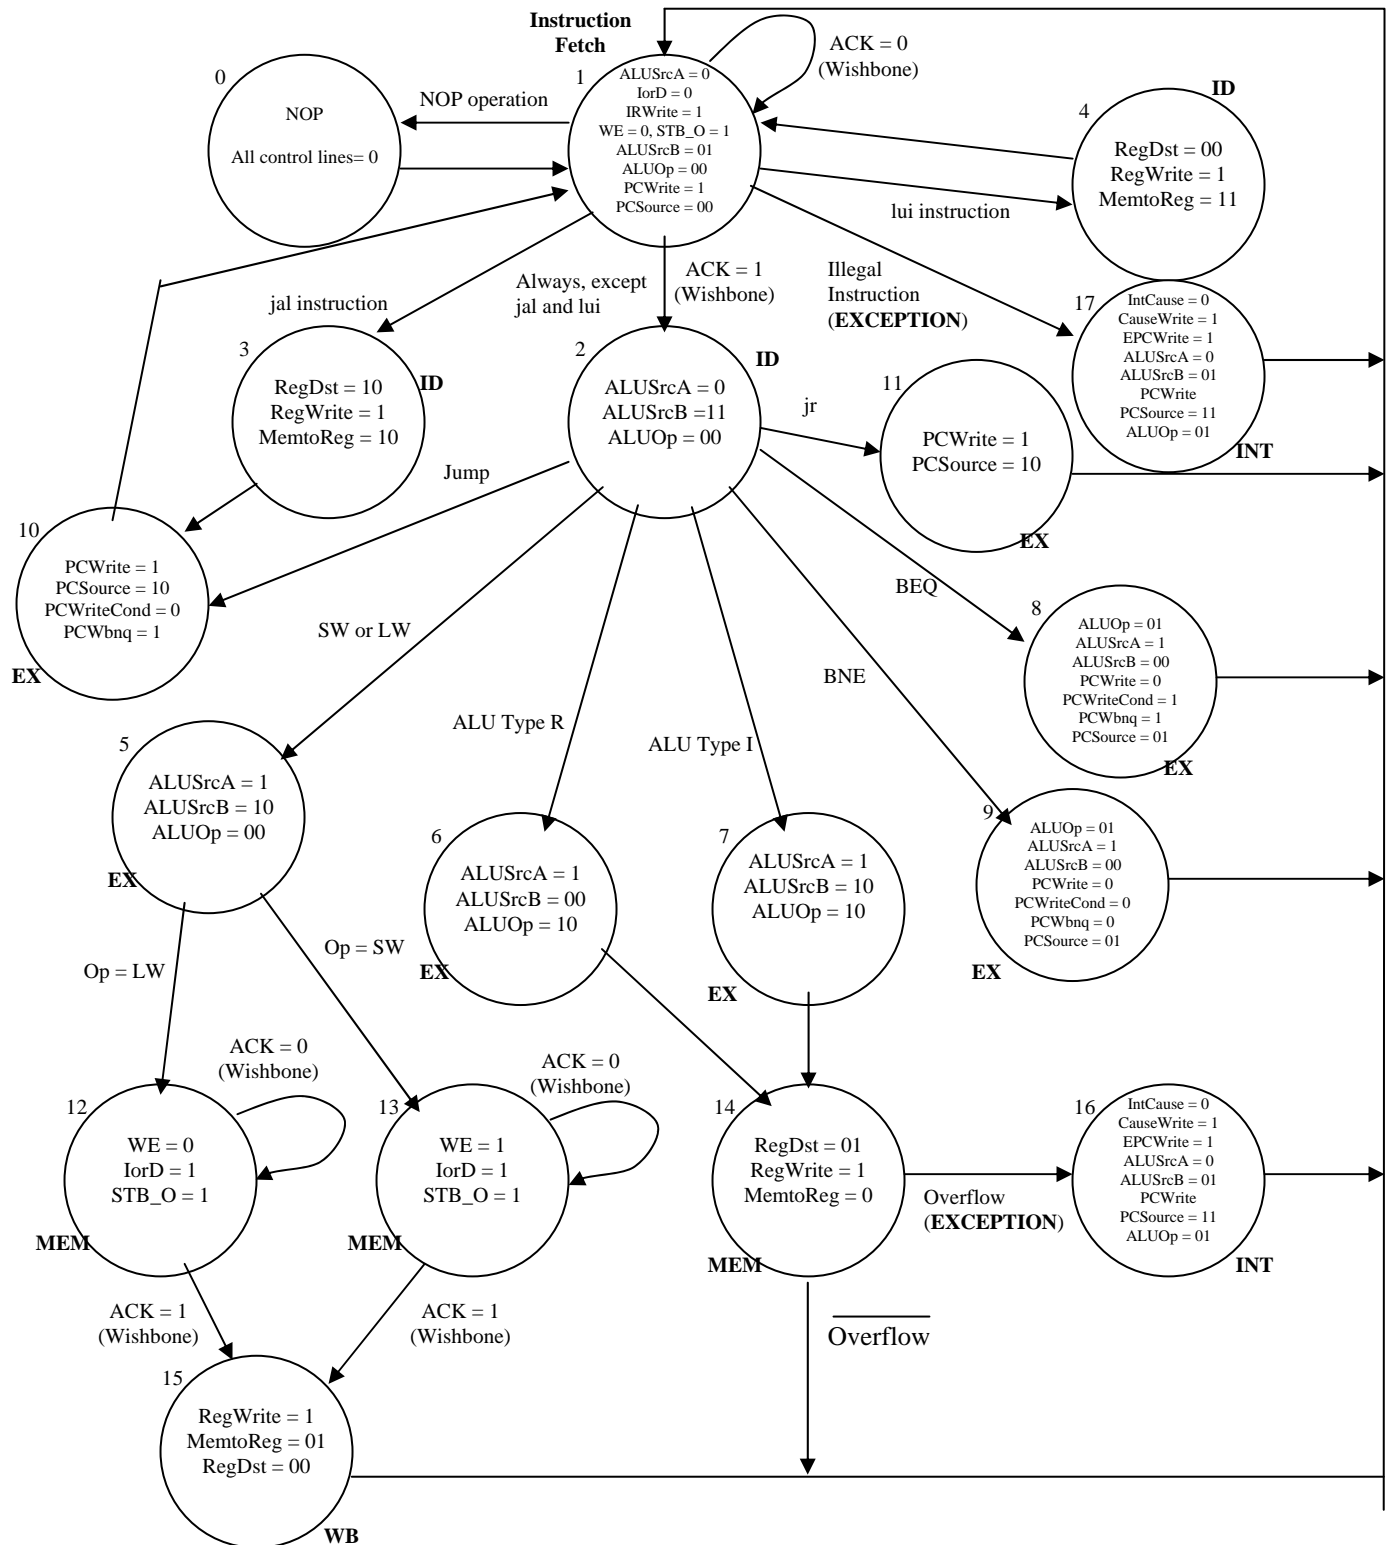 Instruction
Fetch
ACK = 0
(Wishbone)
0
NOP
All control lines= 0
NOP operation
1
ALUSrcA = 0
IorD = 0
IRWrite = 1
WE = 0, STB_O = 1
ALUSrcB = 01
ALUOp = 00
PCWrite = 1
PCSource = 00
ID
4
RegDst = 00
RegWrite = 1
MemtoReg = 11
lui instruction
jal instruction
Always, except
jal and lui
ACK = 1
(Wishbone)
Illegal
Instruction
(EXCEPTION)
17
IntCause = 0
CauseWrite = 1
EPCWrite = 1
ALUSrcA = 0
ALUSrcB = 01
PCWrite
PCSource = 11
ALUOp = 01
INT
3
ID
RegDst = 10
RegWrite = 1
MemtoReg = 10
2
ID
ALUSrcA = 0
ALUSrcB =11
ALUOp = 00
jr
11
PCWrite = 1
PCSource = 10
EX
Jump
10
PCWrite = 1
PCSource = 10
PCWriteCond = 0
PCWbnq = 1
EX
SW or LW
ALU Type R
ALU Type I
BNE
BEQ
8
ALUOp = 01
ALUSrcA = 1
ALUSrcB = 00
PCWrite = 0
PCWriteCond = 1
PCWbnq = 1
PCSource = 01
EX
5
ALUSrcA = 1
ALUSrcB = 10
ALUOp = 00
EX
6
ALUSrcA = 1
ALUSrcB = 00
ALUOp = 10
EX
7
ALUSrcA = 1
ALUSrcB = 10
ALUOp = 10
EX
9
ALUOp = 01
ALUSrcA = 1
ALUSrcB = 00
PCWrite = 0
PCWriteCond = 0
PCWbnq = 0
PCSource = 01
EX
Op = LW
Op = SW
ACK = 0
(Wishbone)
ACK = 0
(Wishbone)
12
WE = 0
IorD = 1
STB_O = 1
MEM
13
WE = 1
IorD = 1
STB_O = 1
MEM
14
RegDst = 01
RegWrite = 1
MemtoReg = 0
MEM
Overflow
(EXCEPTION)
16
IntCause = 0
CauseWrite = 1
EPCWrite = 1
ALUSrcA = 0
ALUSrcB = 01
PCWrite
PCSource = 11
ALUOp = 01
INT
ACK = 1
(Wishbone)
ACK = 1
(Wishbone)
Overflow
15
RegWrite = 1
MemtoReg = 01
RegDst = 00
WB